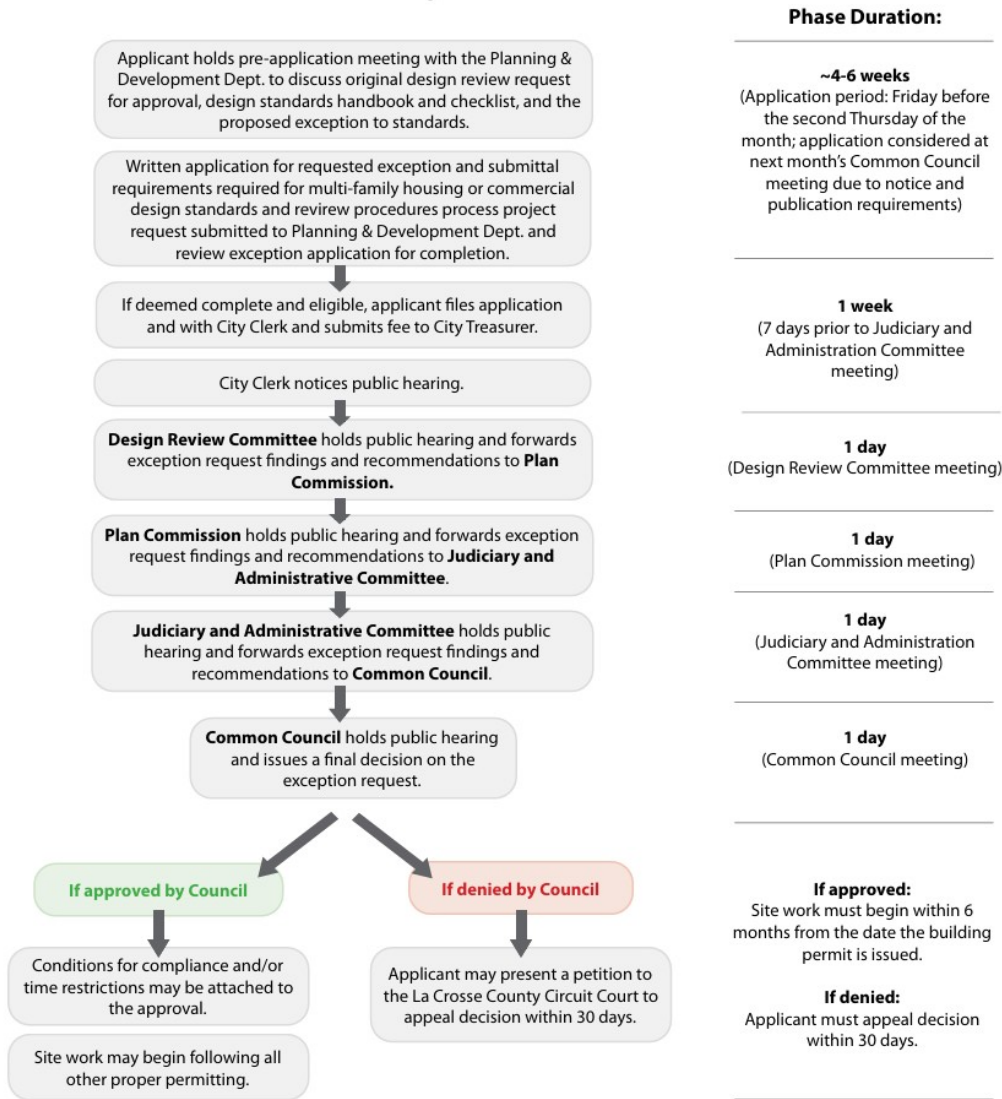 Phase Duration:
Applicant holds pre-application meeting with the Planning &
Development Dept. to discuss original design review request
for approval, design standards handbook and checklist, and the
proposed exception to standards.
~4-6 weeks
(Application period: Friday before
the second Thursday of the
month; application considered at
next month's Common Council
meeting due to notice and
publication requirements)
Written application for requested exception and submittal
requirements required for multi-family housing or commercial
design standards and revirew procedures process project
request submitted to Planning & Development Dept. and
review exception application for completion.
If deemed complete and eligible, applicant files application
and with City Clerk and submits fee to City Treasurer.
1 week
(7 days prior to Judiciary and
Administration Committee
meeting)
City Clerk notices public hearing.
Design Review Committee holds public hearing and forwards
exception request findings and recommendations to Plan
Commission.
1 day
(Design Review Committee meeting)
Plan Commission holds public hearing and forwards exception
request findings and recommendations to Judiciary and
Administrative Committee.
1 day
(Plan Commission meeting)
Judiciary and Administrative Committee holds public
hearing and forwards exception request findings and
recommendations to Common Council.
1 day
(Judiciary and Administration
Committee meeting)
Common Council holds public hearing
and issues a final decision on the
exception request.
1 day
(Common Council meeting)
If approved by Council
If denied by Council
Conditions for compliance and/or
time restrictions may be attached to
the approval.
Site work may begin following all
other proper permitting.
Applicant may present a petition to
the La Crosse County Circuit Court to
appeal decision within 30 days.
If approved:
Site work must begin within 6
months from the date the building
permit is issued.
If denied:
Applicant must appeal decision
within 30 days.